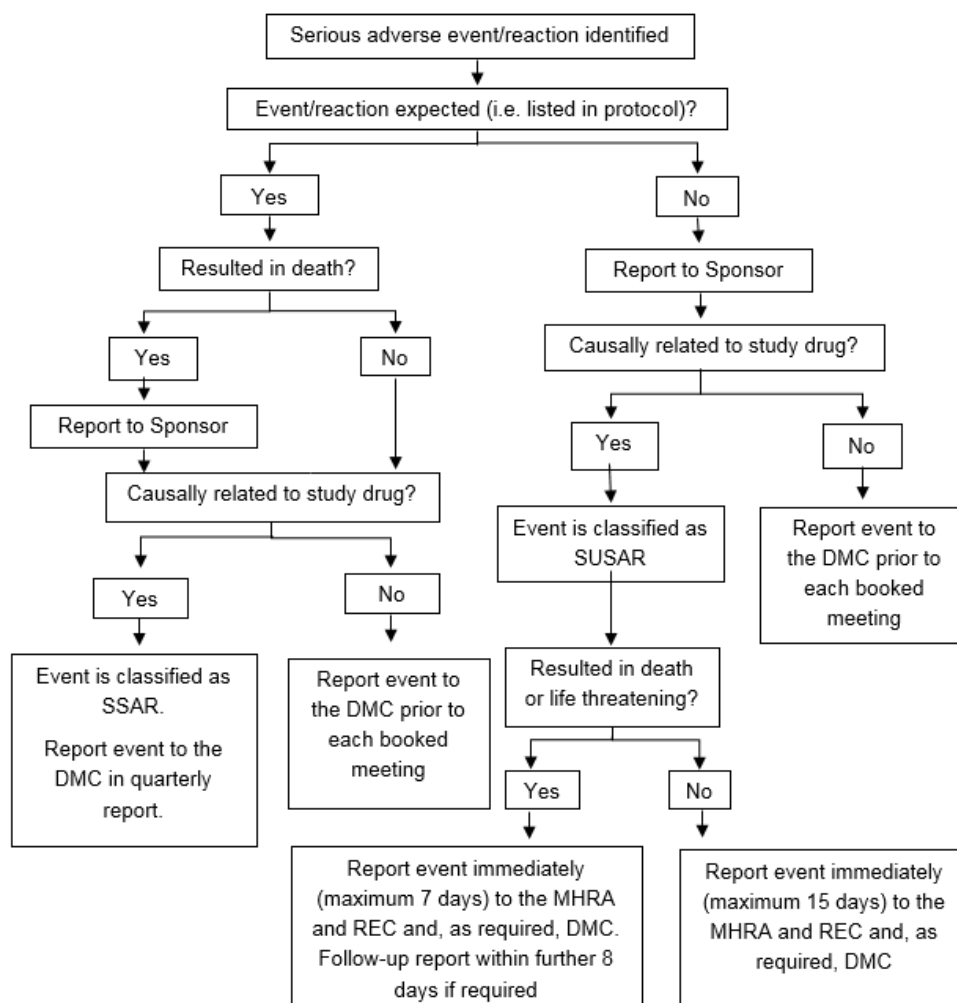 Serious adverse event/reaction identified
Event/reaction expected (i.e. listed in protocol)?
Yes
No
Resulted in death?
Report to Sponsor
Yes
No
Causally related to study drug?
Report to Sponsor
Yes
No
Causally related to study drug?
Event is classified as
SUSAR
Report event to
the DMC prior to
each booked
meeting
Yes
No
Event is classified as
SSAR.
Report event to the
DMC in quarterly
report.
Report event to
the DMC prior to
each booked
meeting
Resulted in death
or life threatening?
Yes
No
Report event immediately
(maximum 7 days) to the MHRA
and REC and, as required, DMC.
Follow-up report within further 8
days if required
Report event immediately
(maximum 15 days) to the
MHRA and REC and, as
required, DMC